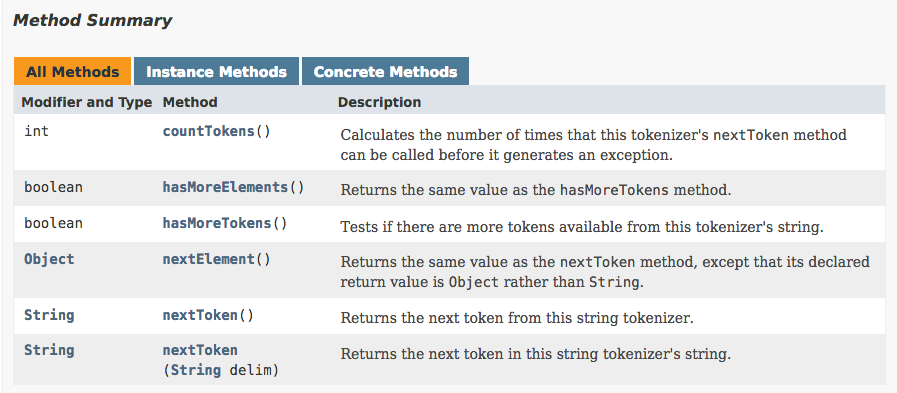 Method Summary
All Methods Instance Methods Concrete Methods
Modifier and Type Method Description
int countTokens() Calculates the number of times that this tokenizer's nextToken method
can be called before it generates an exception.
boolean hasMoreElements() Returns the same value as the hasMoreTokens method.
boolean hasMoreTokens() Tests if there are more tokens available from this tokenizer's string.
Object nextElement() Returns the same value as the nextToken method, except that its declared
return value is Object rather than String.
String nextToken() Returns the next token from this string tokenizer.
String nextToken Returns the next token in this string tokenizer's string.
(String delim)